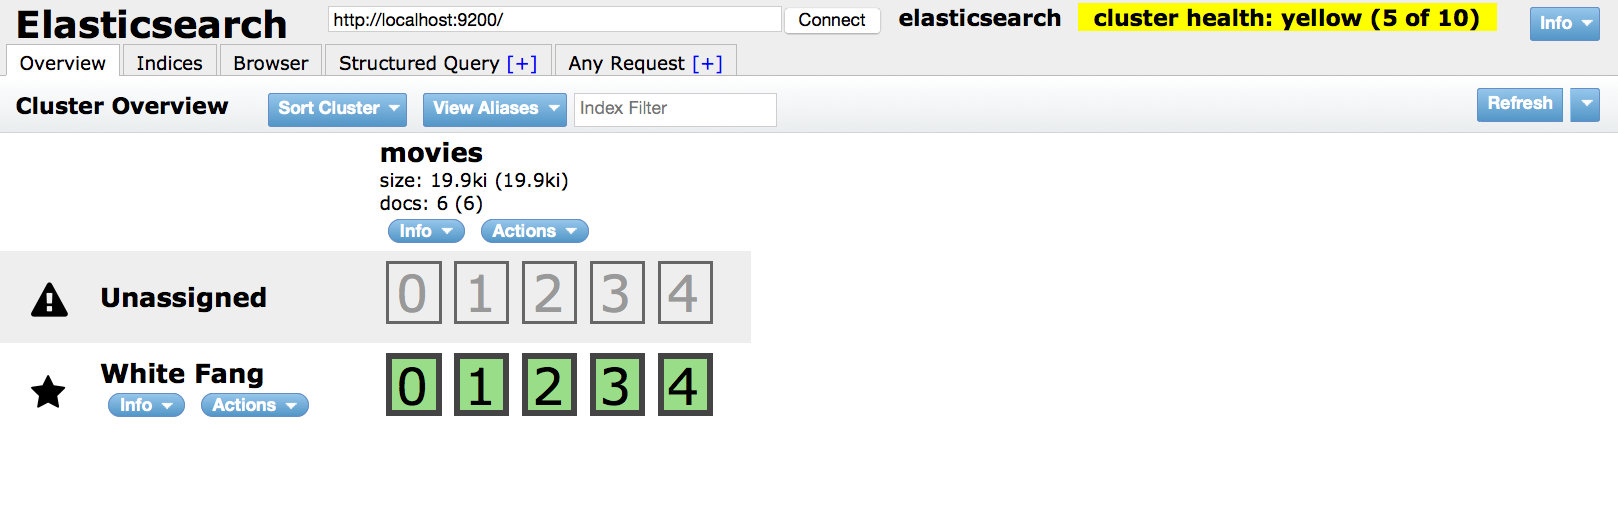 Elasticsearch http://localhost:9200/ Connect elasticsearch cluster health: yellow (5 of 10) Info
Overview Indices Browser Structured Query [+] Any Request [+]
Cluster Overview Sort Cluster View Aliases Index Filter Refresh
movies
size: 19.9ki (19.9ki)
docs: 6 (6)
Info Actions
Unassigned 0 1 2 3 4
White Fang 0 1 2 3 4
Info Actions